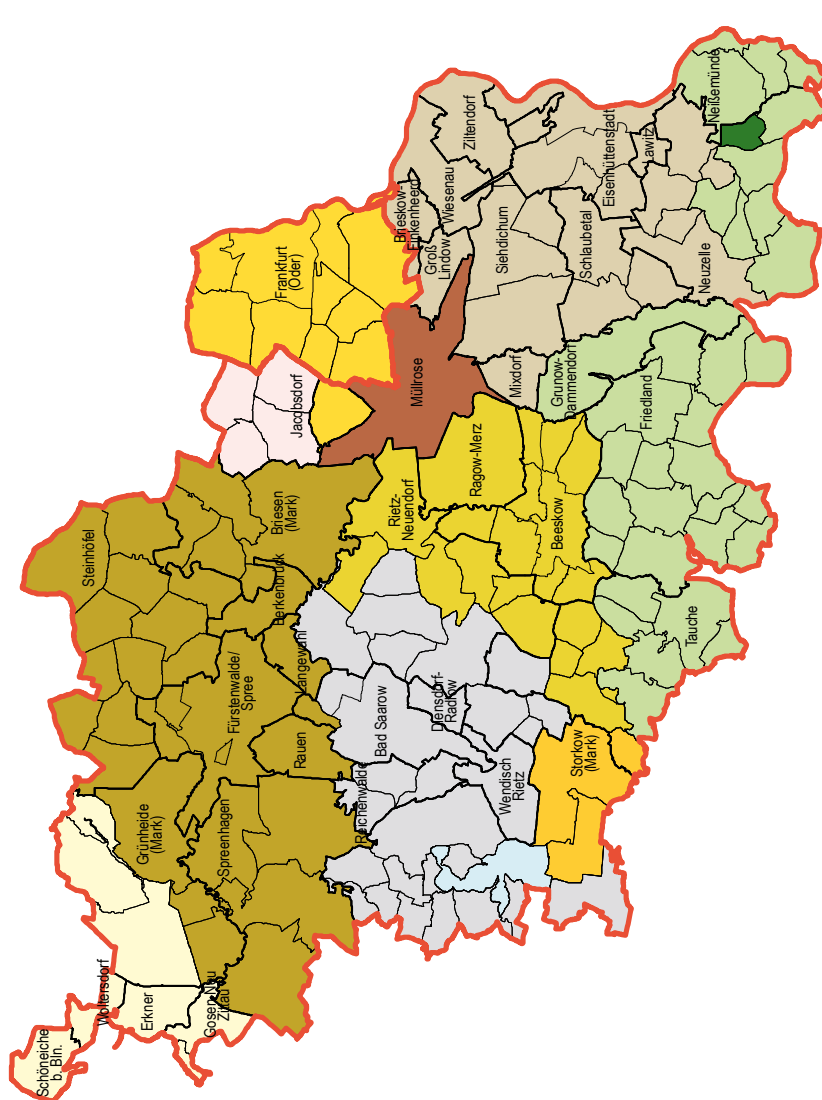 Schöneiche
b. Bln.
Woltersdorf
Erkner
Gosen-Neu
Zittau
Grünheide
(Mark)
Spreenhagen
Steinhöfel
Fürstenwalde/
Spree
Rauen
Langewahl
Berkenbrück
Briesen
(Mark)
Jacobsdorf
Frankfurt
(Oder)
Reichenwalde
Bad Saarow
Diensdorf-
Radlow
Wendisch
Rietz
Storkow
(Mark)
Rietz-
Neuendorf
Ragow-Merz
Beeskow
Tauche
Friedland
Müllrose
Mixdorf
Grunow-
Dammendorf
Brieskow-
Finkenheerd
Groß
Lindow
Wiesenau
Ziltendorf
Siehdichum
Schlaubetal
Eisenhüttenstadt
Lawitz
Neuzelle
Neißemünde